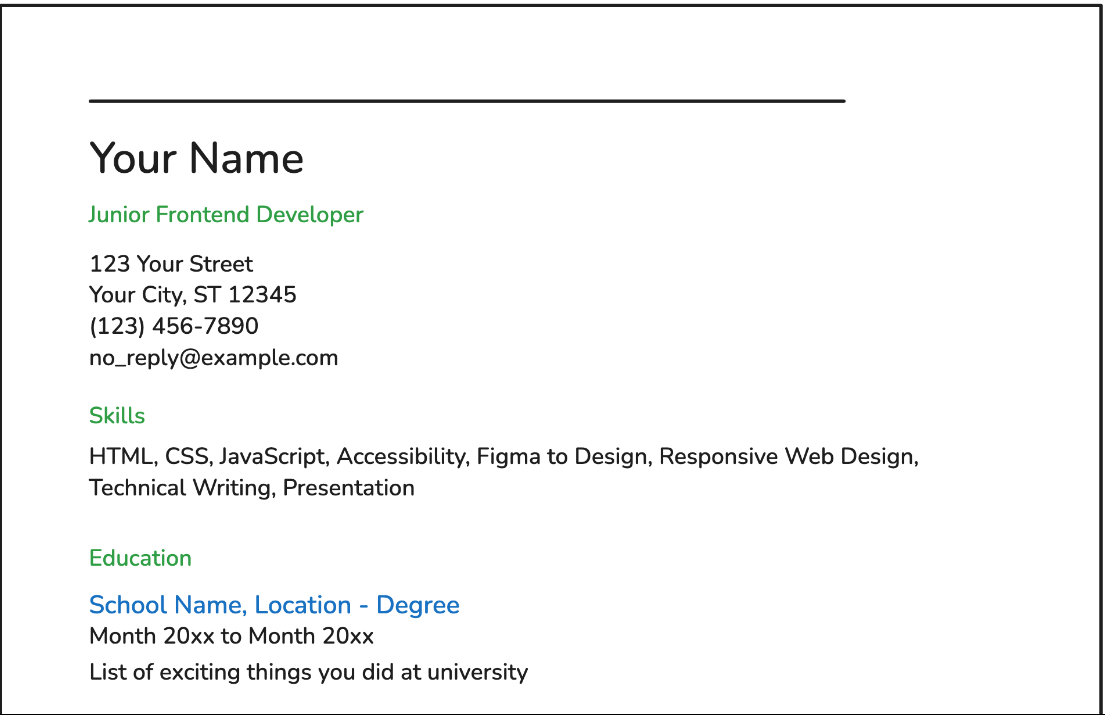 Your Name
Junior Frontend Developer
123 Your Street
Your City, ST 12345
(123) 456-7890
no_reply@example.com
Skills
HTML, CSS, JavaScript, Accessibility, Figma to Design, Responsive Web Design,
Technical Writing, Presentation
Education
School Name, Location - Degree
Month 20xx to Month 20xx
List of exciting things you did at university